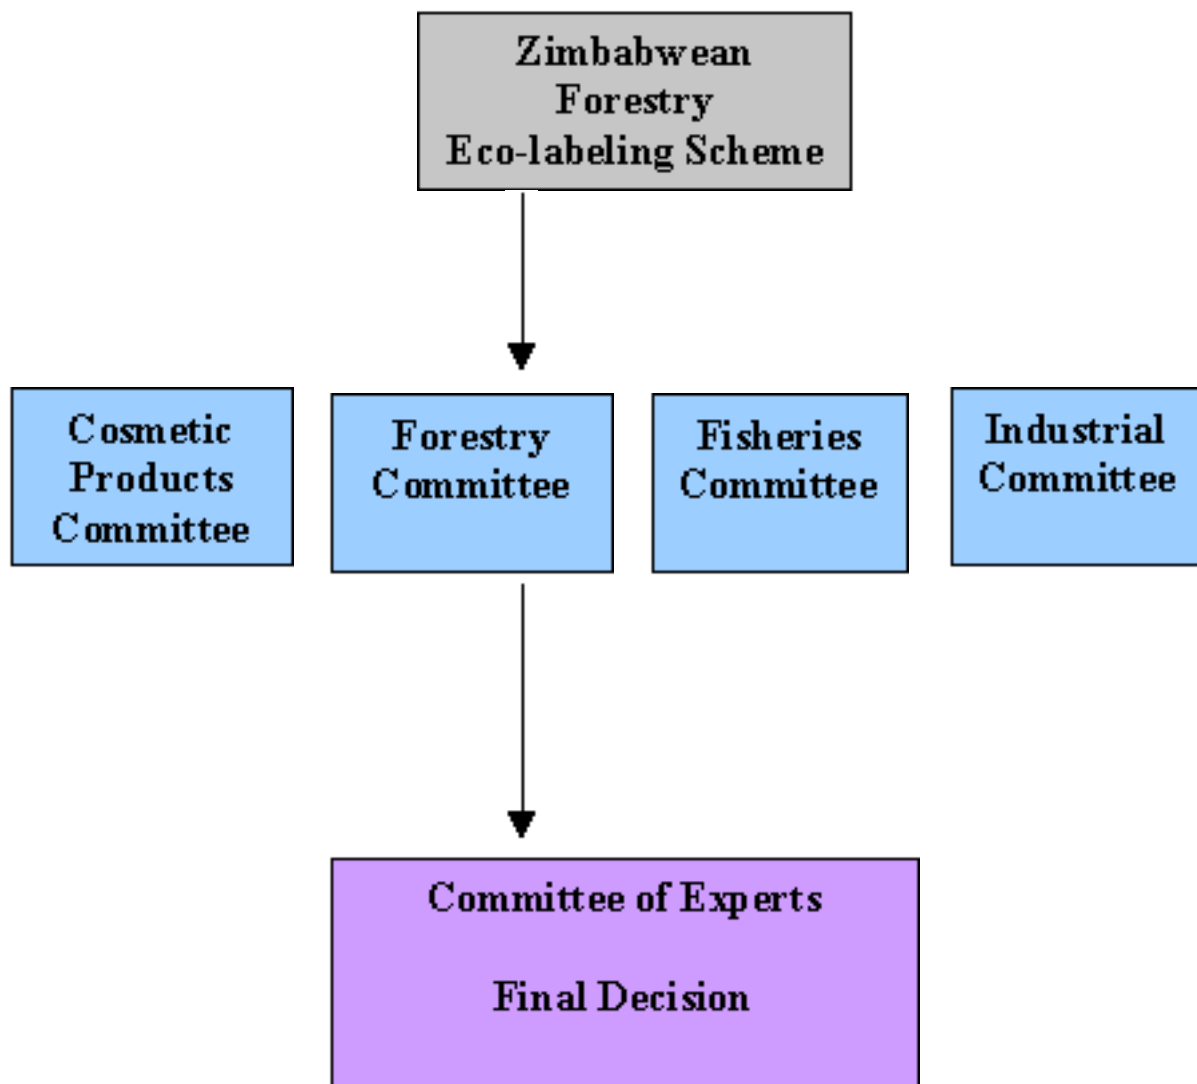 Zimbabwean
Forestry
Eco-labeling Scheme
Cosmetic
Products
Committee
Forestry
Committee
Fisheries
Committee
Industrial
Committee
Committee of Experts
Final Decision